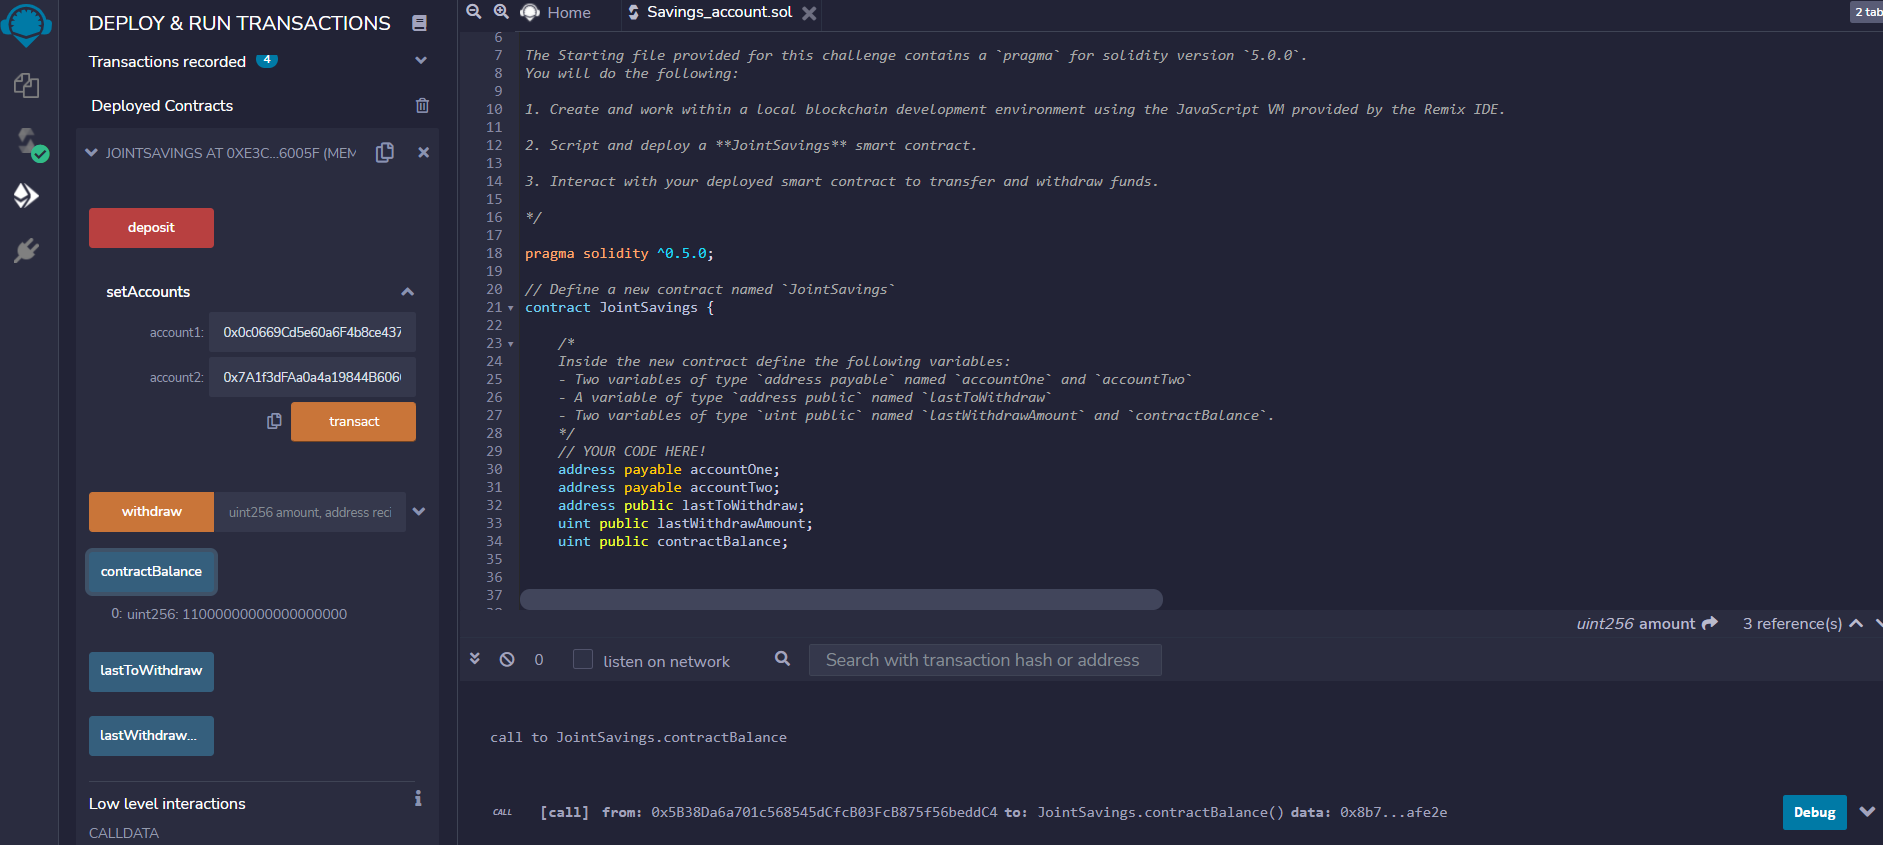 DEPLOY & RUN TRANSACTIONS
Transactions recorded 4
Deployed Contracts
JOINTSAVINGS AT 0XE3C...6005F (MEM
deposit
setAccounts
account1: 0x0c0669Cd5e60a6F4b8ce437
account2: 0x7A1f3dFAa0a4a19844B606
transact
withdraw uint256 amount, address reci
contractBalance
0: uint256: 11000000000000000000
lastToWithdraw
lastWithdraw...
Low level interactions
CALLDATA
Home Savings_account.sol
2 tab
6
7 The Starting file provided for this challenge contains a `pragma` for solidity version `5.0.0`.
8 You will do the following:
9
10 1. Create and work within a local blockchain development environment using the JavaScript VM provided by the Remix IDE.
11
12 2. Script and deploy a **JointSavings** smart contract.
13
14 3. Interact with your deployed smart contract to transfer and withdraw funds.
15
16 */
17
18 pragma solidity ^0.5.0;
19
20 // Define a new contract named `JointSavings`
21 contract JointSavings {
22
23 /*
24 Inside the new contract define the following variables:
25 - Two variables of type `address payable` named `accountOne` and `accountTwo`
26 - A variable of type `address public` named `lastToWithdraw`
27 - Two variables of type `uint public` named `lastWithdrawAmount` and `contractBalance`.
28 */
29 // YOUR CODE HERE!
30 address payable accountOne;
31 address payable accountTwo;
32 address public lastToWithdraw;
33 uint public lastWithdrawAmount;
34 uint public contractBalance;
35
36
37
uint256 amount 3 reference(s)
0 listen on network Search with transaction hash or address
call to JointSavings.contractBalance
CALL [call] from: 0x5B38Da6a701c568545dCfcB03FcB875f56beddC4 to: JointSavings.contractBalance() data: 0x8b7...afe2e
Debug